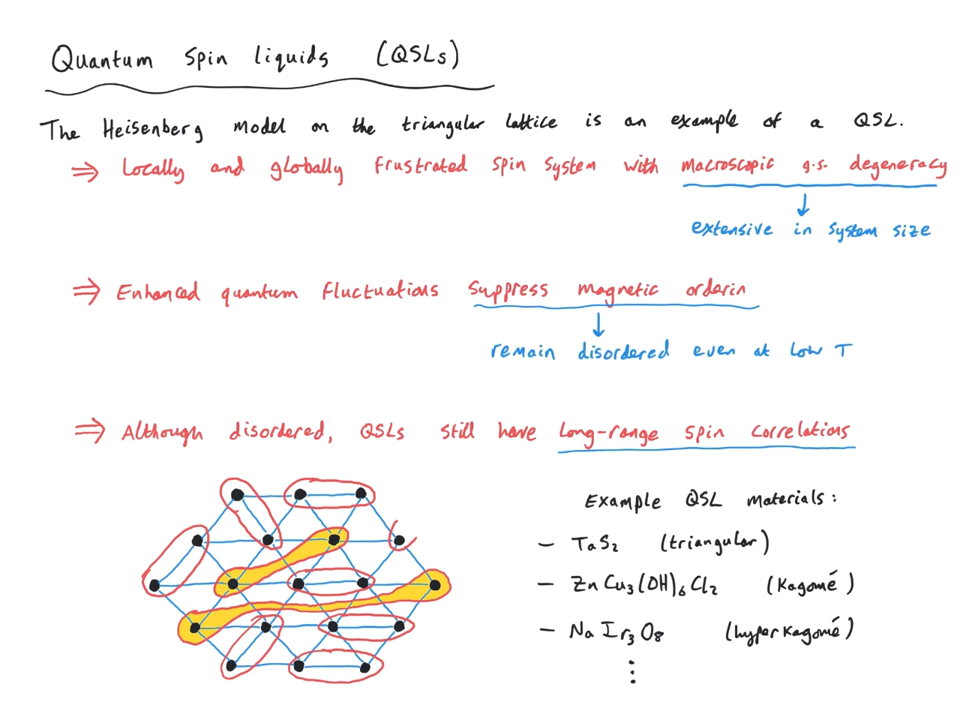 Quantum spin liquids (QSLs)
The Heisenberg model on the triangular lattice is an example of a QSL.
⇒ Locally and globally frustrated spin system with macroscopic g.s. degeneracy
↓
extensive in system size
⇒ Enhanced quantum fluctuations suppress magnetic orderin
↓
remain disordered even at low T
⇒ Although disordered, QSLs still have long-range spin correlations
Example QSL materials:
- TaS₂ (triangular)
- ZnCu₃(OH)₆Cl₂ (Kagomé)
- NaIr₃O₈ (hyperkagomé)
⋮